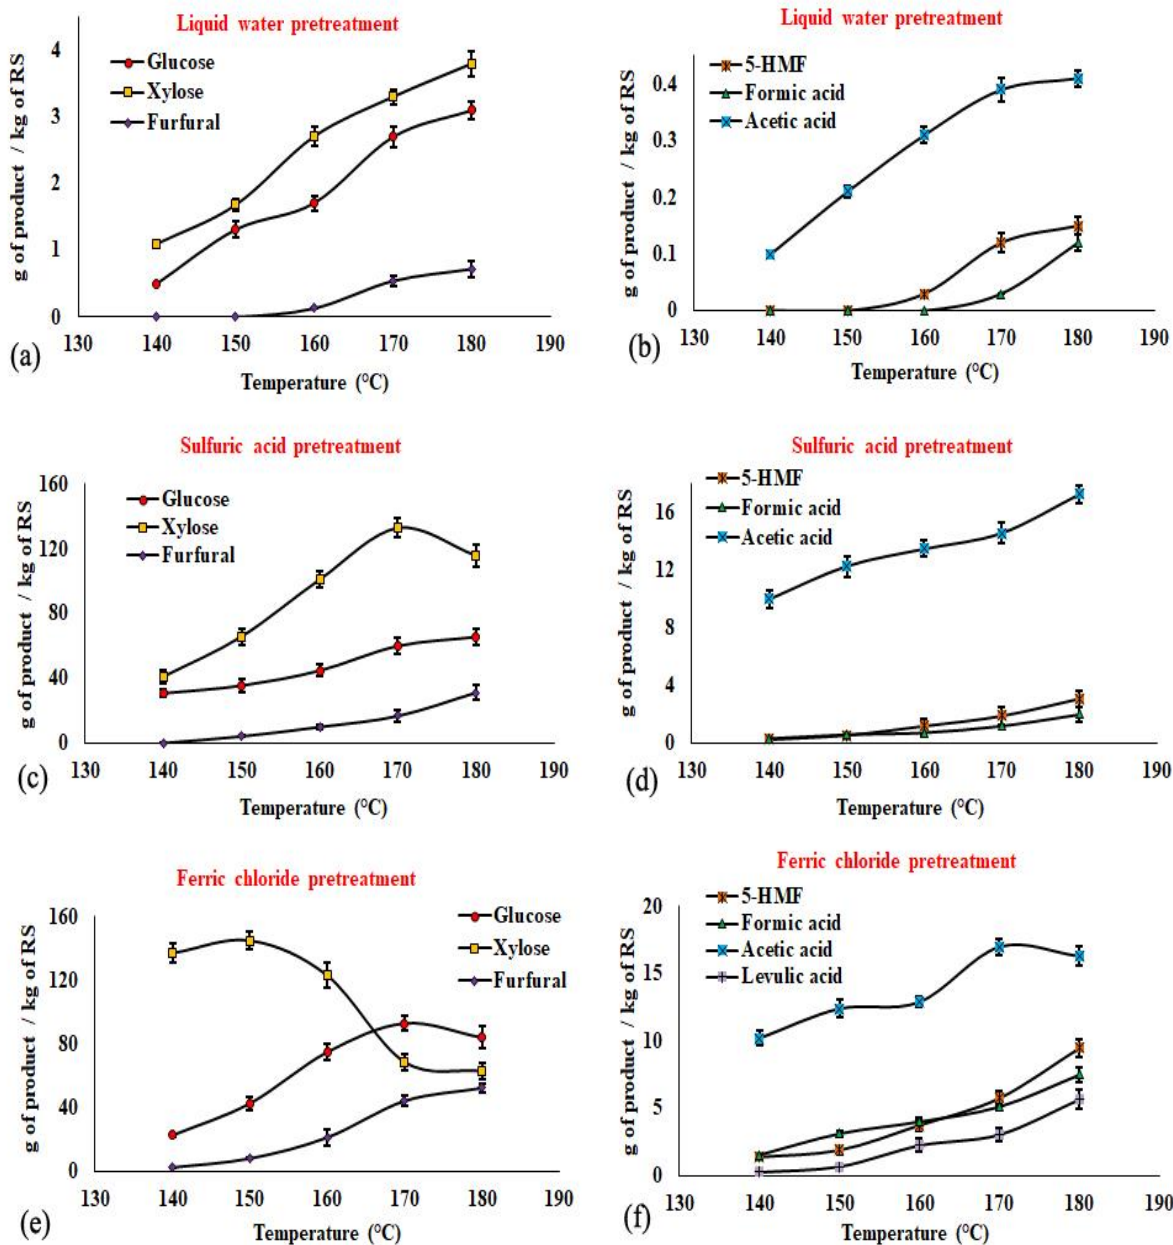 Liquid water pretreatment
Glucose
Xylose
Furfural
g of product / kg of RS
4
3
2
1
0
130 140 150 160 170 180 190
Temperature (°C)
(a)
Liquid water pretreatment
5-HMF
Formic acid
Acetic acid
g of product / kg of RS
0.4
0.3
0.2
0.1
0
130 140 150 160 170 180 190
Temperature (°C)
(b)
Sulfuric acid pretreatment
Glucose
Xylose
Furfural
g of product / kg of RS
160
120
80
40
0
130 140 150 160 170 180 190
Temperature (°C)
(c)
Sulfuric acid pretreatment
5-HMF
Formic acid
Acetic acid
g of product / kg of RS
16
12
8
4
0
130 140 150 160 170 180 190
Temperature (°C)
(d)
Ferric chloride pretreatment
Glucose
Xylose
Furfural
g of product / kg of RS
160
120
80
40
0
130 140 150 160 170 180 190
Temperature (°C)
(e)
Ferric chloride pretreatment
5-HMF
Formic acid
Acetic acid
Levulic acid
g of product / kg of RS
20
15
10
5
0
130 140 150 160 170 180 190
Temperature (°C)
(f)